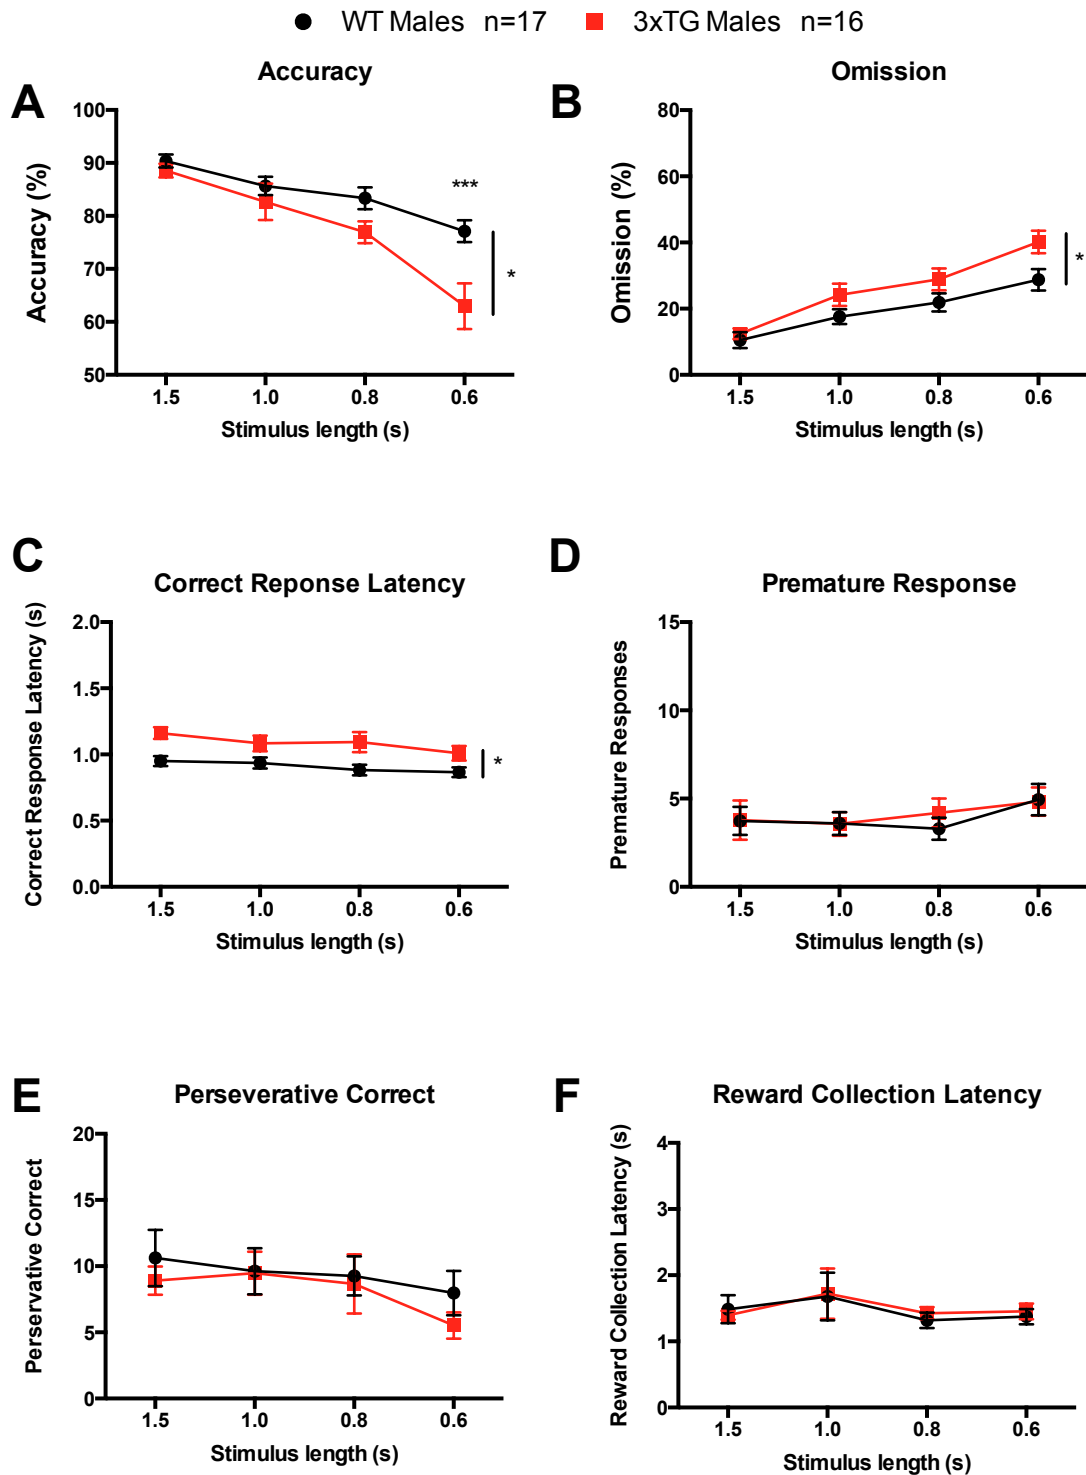 WT Males n=17 3xTG Males n=16
A Accuracy
Accuracy (%)
100
90
80
70
60
50
***
*
1.5 1.0 0.8 0.6
Stimulus length (s)
B Omission
Omission (%)
80
60
40
20
0
*
1.5 1.0 0.8 0.6
Stimulus length (s)
C Correct Reponse Latency
Correct Response Latency (s)
2.0
1.5
1.0
0.5
0.0
*
1.5 1.0 0.8 0.6
Stimulus length (s)
D Premature Response
Premature Responses
15
10
5
0
1.5 1.0 0.8 0.6
Stimulus length (s)
E Perseverative Correct
Perservative Correct
20
15
10
5
0
1.5 1.0 0.8 0.6
Stimulus length (s)
F Reward Collection Latency
Reward Collection Latency (s)
4
3
2
1
0
1.5 1.0 0.8 0.6
Stimulus length (s)